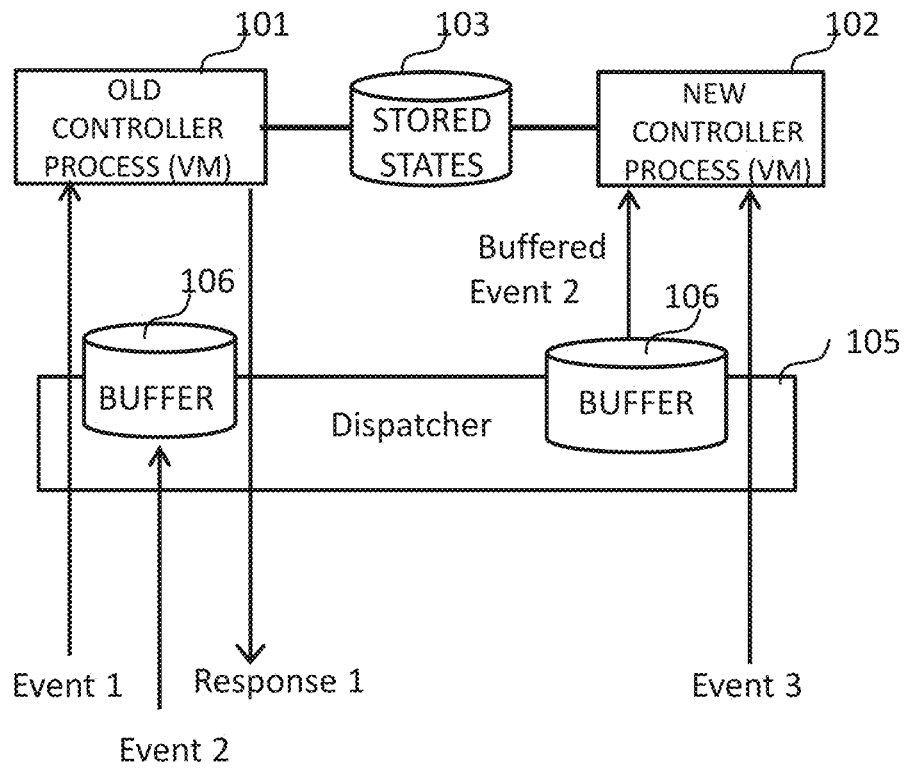 101
103
102
OLD
CONTROLLER
PROCESS (VM)
STORED
STATES
NEW
CONTROLLER
PROCESS (VM)
Buffered
Event 2
106
106
105
BUFFER
Dispatcher
BUFFER
Event 1
Response 1
Event 3
Event 2